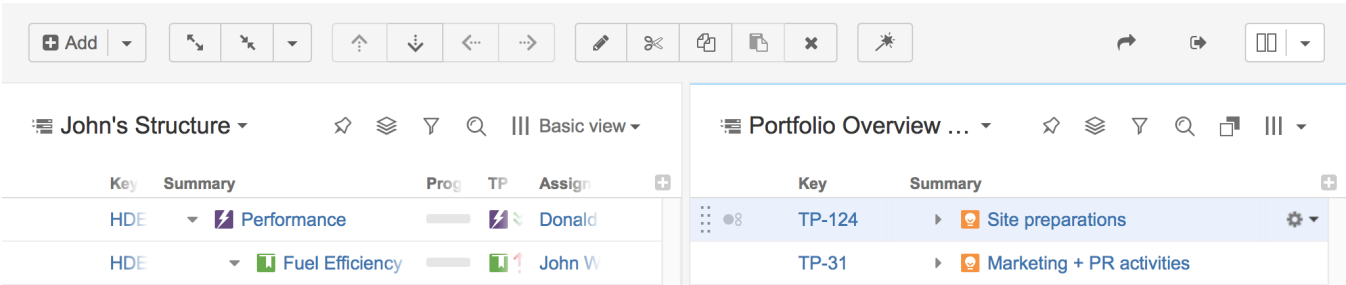 Add
John's Structure
Basic view
Portfolio Overview ...
Key Summary Prog TP Assign
Key Summary
HDE Performance Donald
TP-124 Site preparations
HDE Fuel Efficiency John W
TP-31 Marketing + PR activities